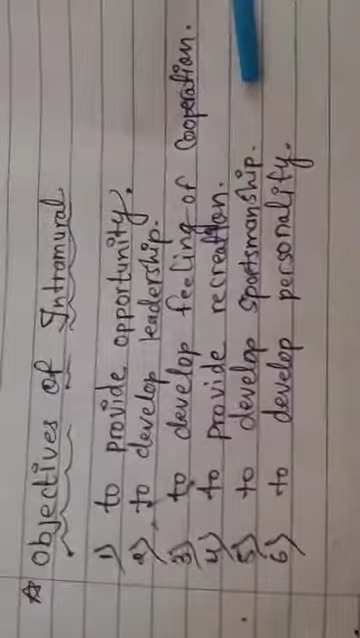 ☆ Objectives of Intramural
1) to provide opportunity.
2) to develop leadership.
3) to develop feeling of Cooperation.
4) to provide recreation.
5) to develop Sportsmanship.
6) to develop personality.